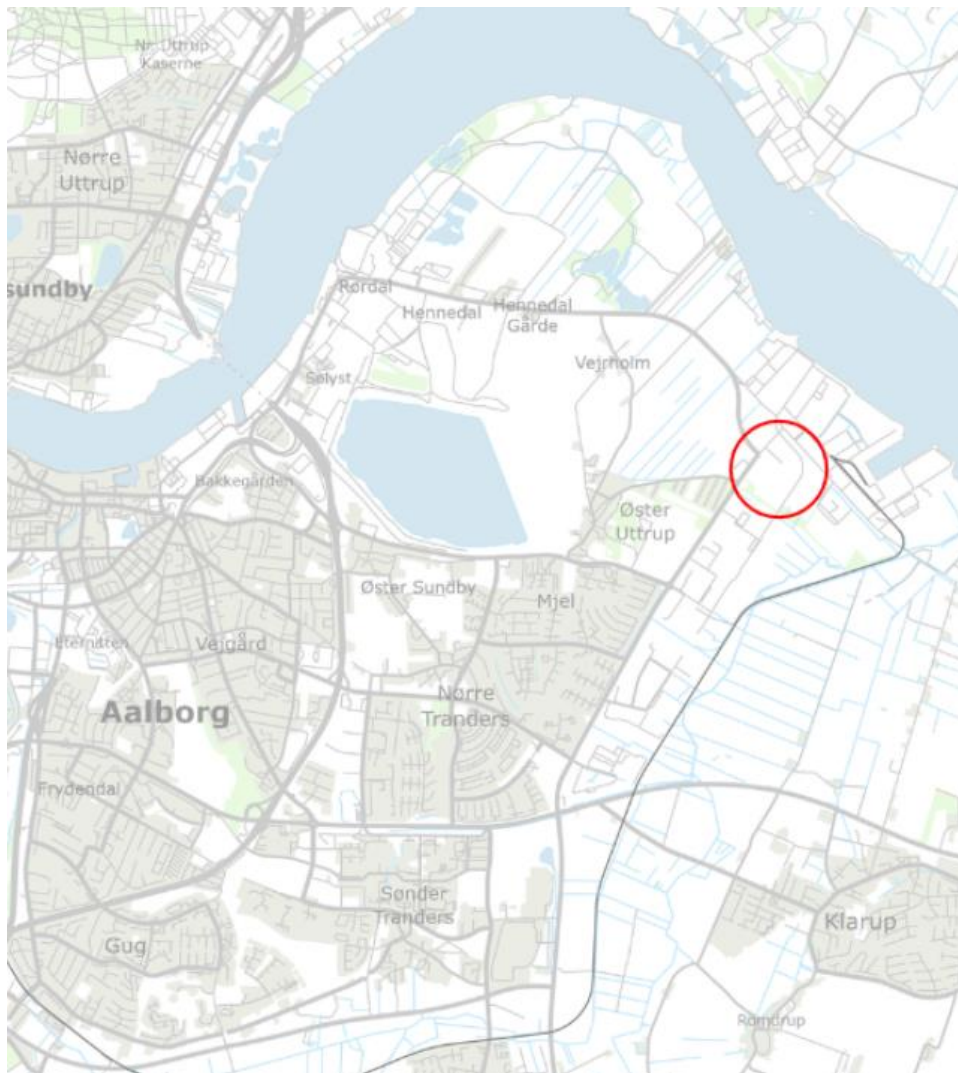 Nr. Uttrup
Kaserne
Nørre
Uttrup
sundby
Rørdal
Hennedal
Hennedal
Gårde
Vejrholm
Sølyst
Bakkegården
Øster
Uttrup
Øster Sundby
Mjel
Eternitten
Vejgård
Nørre
Tranders
Aalborg
Frydendal
Sønder
Tranders
Klarup
Gug
Romdrup